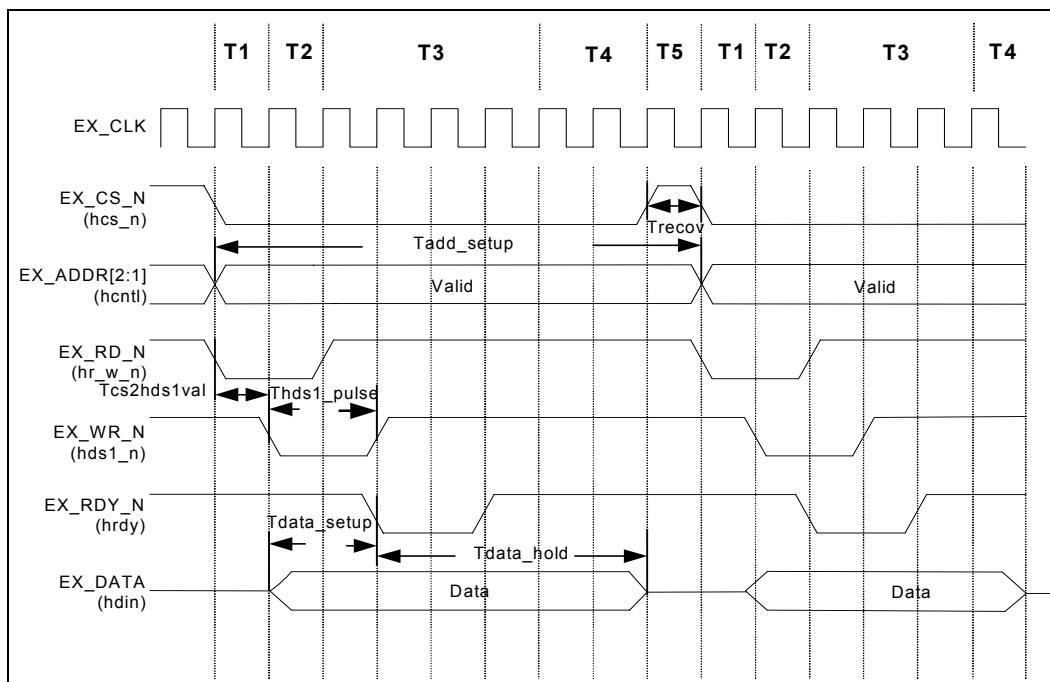 T1 T2 T3 T4 T5 T1 T2 T3 T4
EX_CLK
EX_CS_N
(hcs_n)
Trecov
Tadd_setup
EX_ADDR[2:1]
(hcntl)
Valid
Valid
EX_RD_N
(hr_w_n)
Tcs2hds1val
Thds1_pulse
EX_WR_N
(hds1_n)
EX_RDY_N
(hrdy)
Tdata_setup
Tdata_hold
EX_DATA
(hdin)
Data
Data